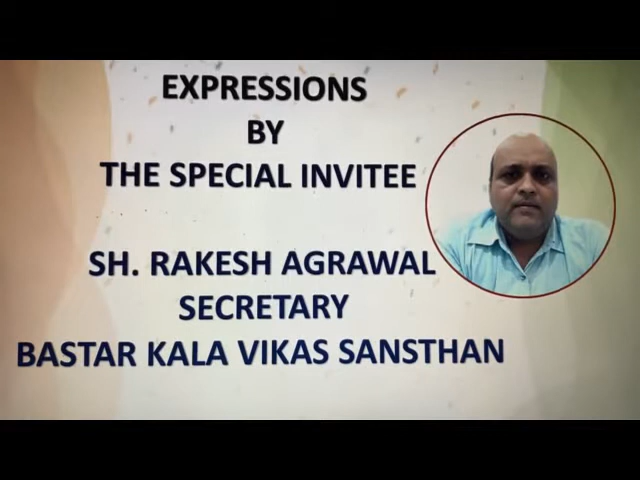 EXPRESSIONS
BY
THE SPECIAL INVITEE
SH. RAKESH AGRAWAL
SECRETARY
BASTAR KALA VIKAS SANSTHAN